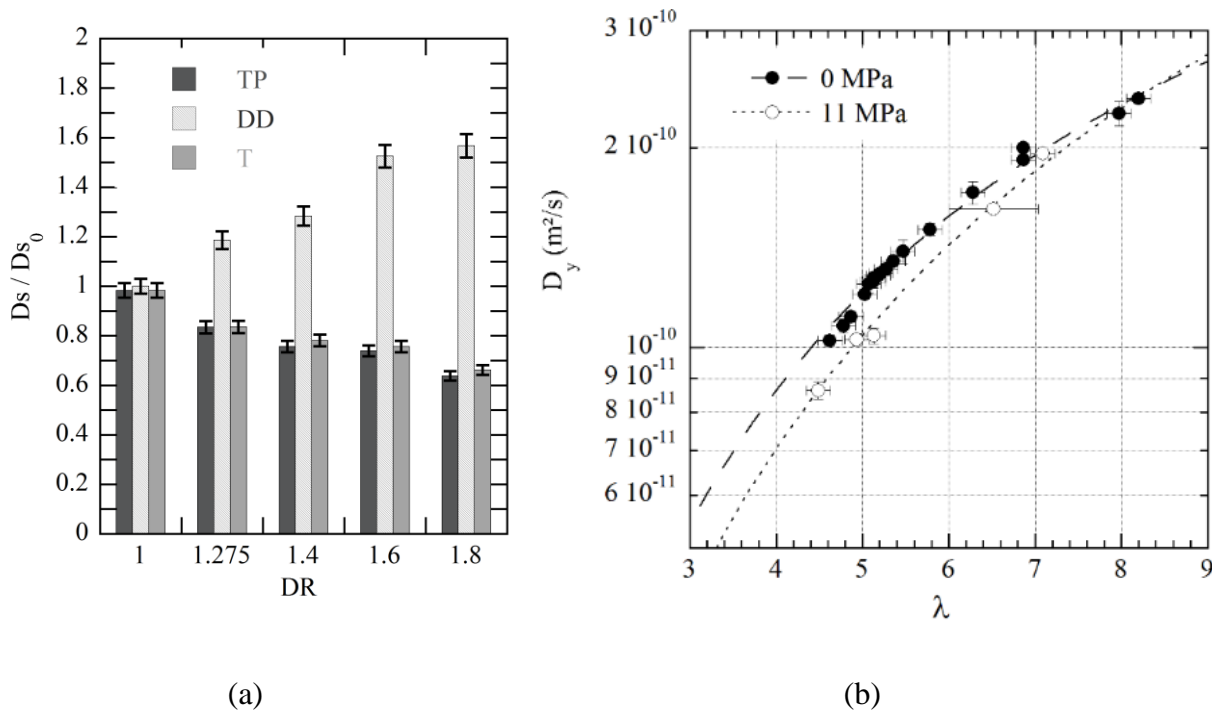 2
1.8
1.6
1.4
1.2
1
0.8
0.6
0.4
0.2
0
Ds / Ds0
TP
DD
T
1 1.275 1.4 1.6 1.8
DR
(a)
3 10-10
2 10-10
10-10
9 10-11
8 10-11
7 10-11
6 10-11
Dy (m²/s)
0 MPa
11 MPa
3 4 5 6 7 8 9
λ
(b)